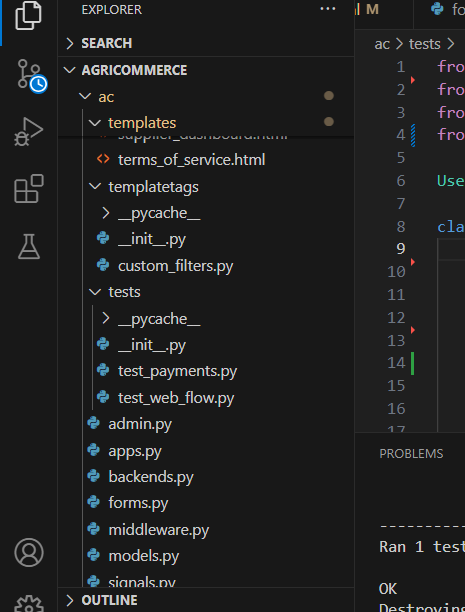 EXPLORER
SEARCH
AGRICOMMERCE
ac
templates
supplier_dashboard.html
terms_of_service.html
templatetags
__pycache__
__init__.py
custom_filters.py
tests
__pycache__
__init__.py
test_payments.py
test_web_flow.py
admin.py
apps.py
backends.py
forms.py
middleware.py
models.py
signals.py
OUTLINE
M
fo
ac > tests >
1 fro
2 fro
3 fro
4 fro
5
6 Use
7
8 cla
9
10
11
12
13
14
15
16
17
PROBLEMS
----------
Ran 1 test
OK
Destroying